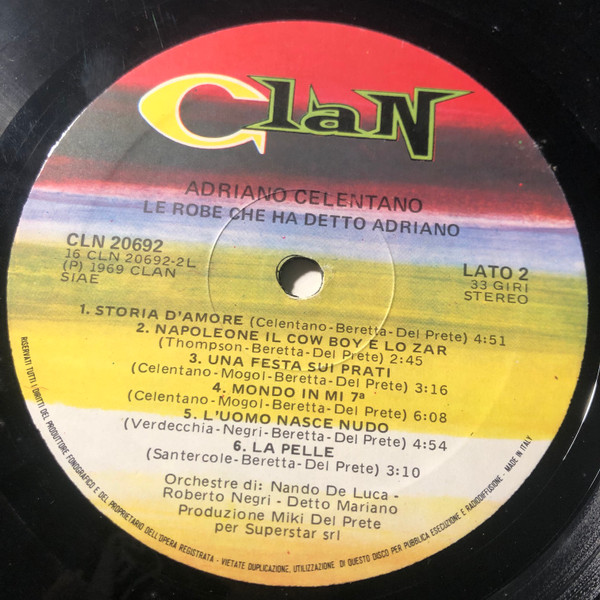 Clan
ADRIANO CELENTANO
LE ROBE CHE HA DETTO ADRIANO
CLN 20692
16 CLN 20692-2L
(P) 1969 CLAN
SIAE
LATO 2
33 GIRI
STEREO
1. STORIA D'AMORE (Celentano-Beretta-Del Prete) 4:51
2. NAPOLEONE IL COW BOY E LO ZAR
(Thompson-Beretta-Del Prete) 2:45
3. UNA FESTA SUI PRATI
(Celentano-Mogol-Beretta-Del Prete) 3:16
4. MONDO IN MI 7ª
(Celentano-Mogol-Beretta-Del Prete) 6:08
5. L'UOMO NASCE NUDO
(Verdecchia-Negri-Beretta-Del Prete) 4:54
6. LA PELLE
(Santercole-Beretta-Del Prete) 3:10
Orchestre di: Nando De Luca -
Roberto Negri - Detto Mariano
Produzione Miki Del Prete
per Superstar srl
RISERVATI TUTTI I DIRITTI DEL PRODUTTORE FONOGRAFICO E DEL PROPRIETARIO DELL'OPERA REGISTRATA - VIETATE DUPLICAZIONE, UTILIZZAZIONE DI QUESTO DISCO PER PUBBLICA ESECUZIONE E RADIODIFFUSIONE - MADE IN ITALY